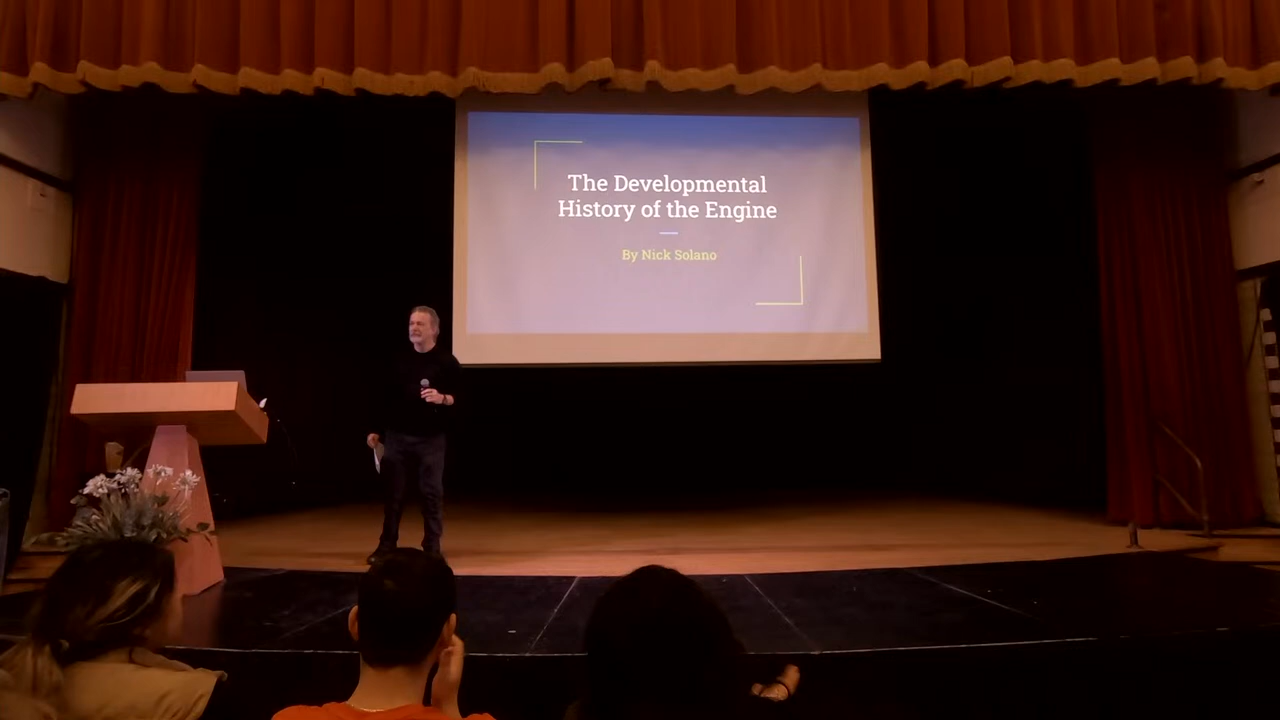 The Developmental
History of the Engine
By Nick Solano